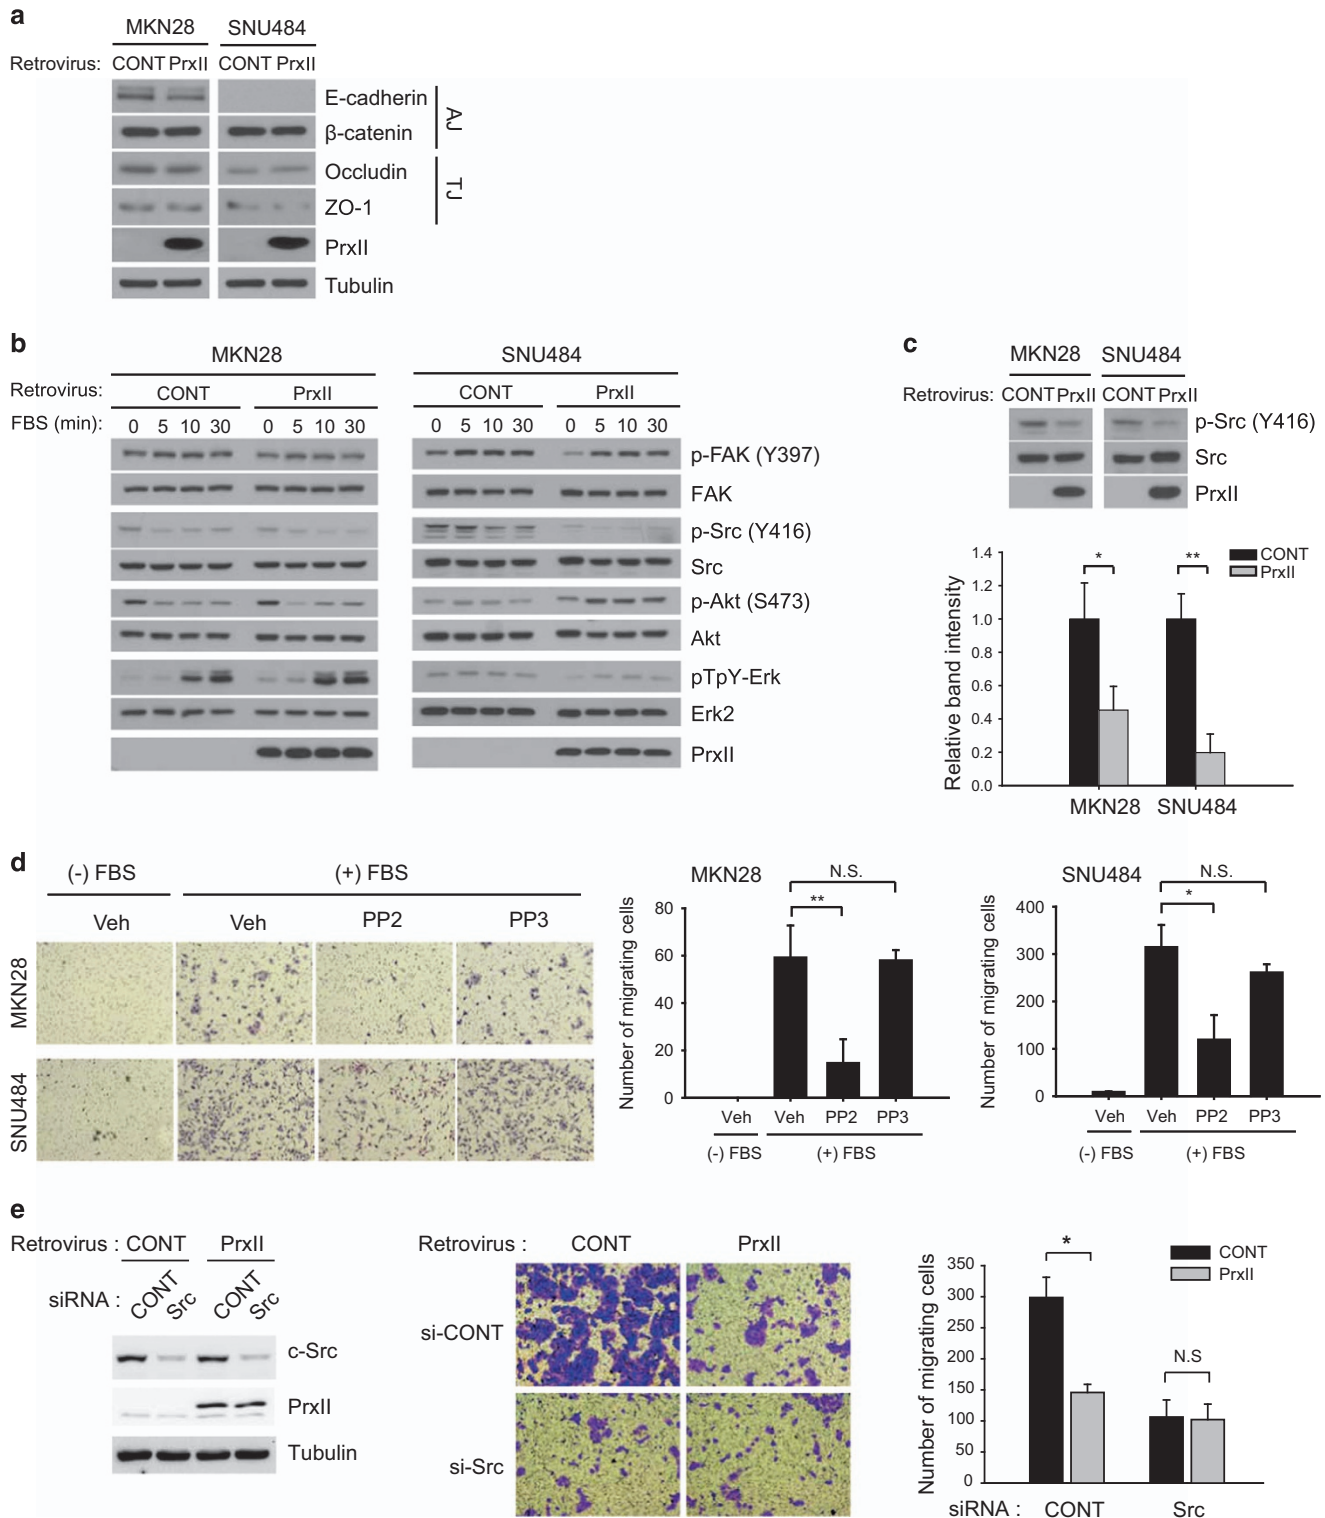 a
MKN28 SNU484
Retrovirus: CONT PrxII CONT PrxII
E-cadherin
β-catenin
AJ
Occludin
ZO-1
TJ
PrxII
Tubulin
b
MKN28 SNU484
Retrovirus: CONT PrxII CONT PrxII
FBS (min): 0 5 10 30 0 5 10 30 0 5 10 30 0 5 10 30
p-FAK (Y397)
FAK
p-Src (Y416)
Src
p-Akt (S473)
Akt
pTpY-Erk
Erk2
PrxII
c
MKN28 SNU484
Retrovirus: CONT PrxII CONT PrxII
p-Src (Y416)
Src
PrxII
Relative band intensity
1.4
1.2
1.0
0.8
0.6
0.4
0.2
0.0
* **
CONT
PrxII
MKN28 SNU484
d
(-) FBS (+) FBS
Veh Veh PP2 PP3
MKN28
SNU484
MKN28
N.S.
**
Number of migrating cells
80
60
40
20
0
Veh Veh PP2 PP3
(-) FBS (+) FBS
SNU484
N.S.
*
Number of migrating cells
400
300
200
100
0
Veh Veh PP2 PP3
(-) FBS (+) FBS
e
Retrovirus : CONT PrxII
siRNA : CONT Src CONT Src
c-Src
PrxII
Tubulin
Retrovirus : CONT PrxII
si-CONT
si-Src
Number of migrating cells
350
300
250
200
150
100
50
0
*
N.S
CONT
PrxII
siRNA : CONT Src